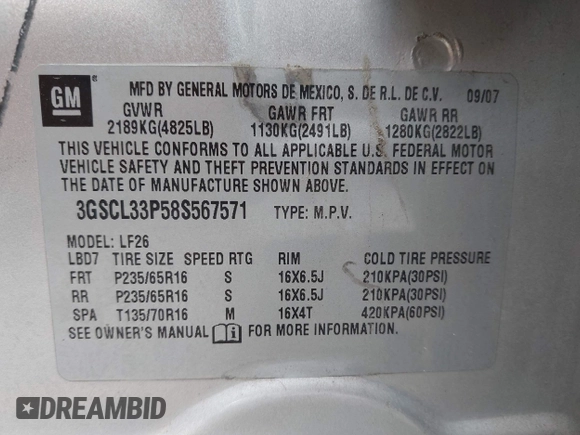 GM
MFD BY GENERAL MOTORS DE MEXICO, S. DE R.L. DE C.V. 09/07
GVWR GAWR FRT GAWR RR
2189KG(4825LB) 1130KG(2491LB) 1280KG(2822LB)
THIS VEHICLE CONFORMS TO ALL APPLICABLE U.S. FEDERAL MOTOR
VEHICLE SAFETY AND THEFT PREVENTION STANDARDS IN EFFECT ON
THE DATE OF MANUFACTURE SHOWN ABOVE.
3GSCL33P58S567571 TYPE: M.P.V.
MODEL: LF26
LBD7 TIRE SIZE SPEED RTG RIM COLD TIRE PRESSURE
FRT P235/65R16 S 16X6.5J 210KPA(30PSI)
RR P235/65R16 S 16X6.5J 210KPA(30PSI)
SPA T135/70R16 M 16X4T 420KPA(60PSI)
SEE OWNER'S MANUAL FOR MORE INFORMATION.
DREAMBID